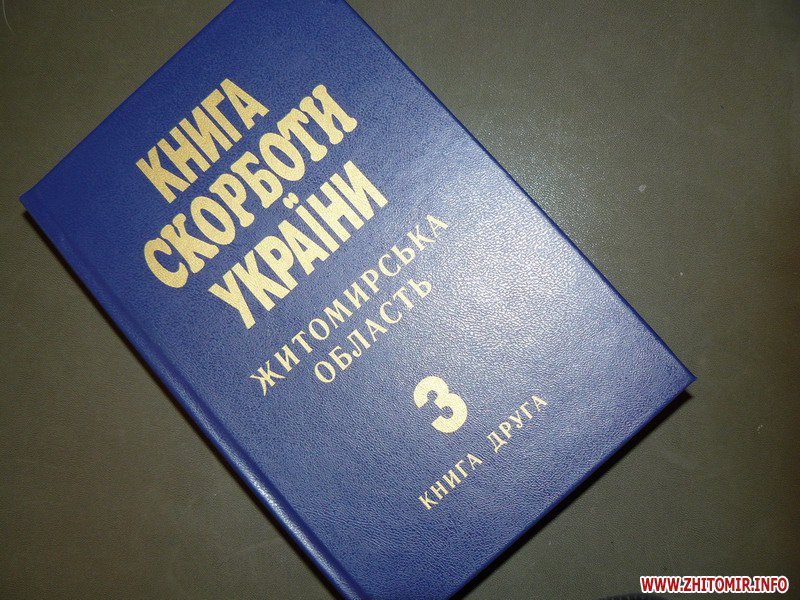 КНИГА
СКОРБОТИ
УКРАЇНИ
ЖИТОМИРСЬКА
ОБЛАСТЬ
3
КНИГА ДРУГА
WWW.ZHITOMIR.INFO